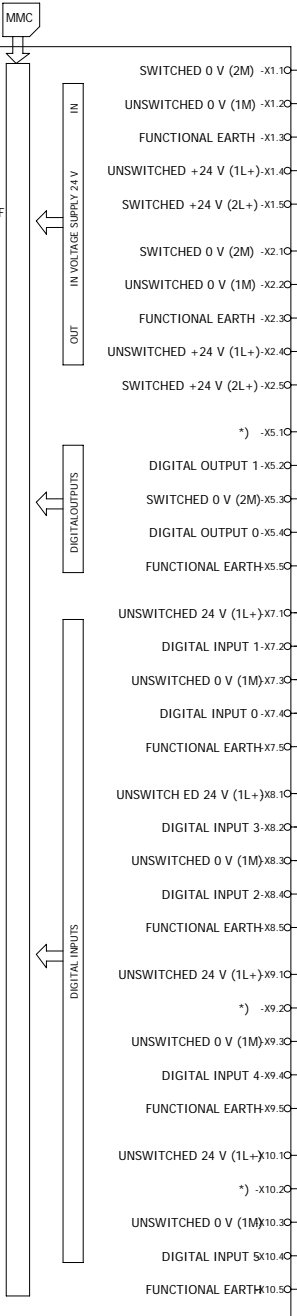 MMC
SWITCHED 0 V (2M) -X1.1
IN
UNSWITCHED 0 V (1M) -X1.2
FUNCTIONAL EARTH -X1.3
UNSWITCHED +24 V (1L+) -X1.4
IN VOLTAGE SUPPLY 24 V
SWITCHED +24 V (2L+) -X1.5
F
SWITCHED 0 V (2M) -X2.1
UNSWITCHED 0 V (1M) -X2.2
FUNCTIONAL EARTH -X2.3
OUT
UNSWITCHED +24 V (1L+) -X2.4
SWITCHED +24 V (2L+) -X2.5
*) -X5.1
DIGITAL OUTPUT 1 -X5.2
DIGITALOUTPUTS
SWITCHED 0 V (2M) -X5.3
DIGITAL OUTPUT 0 -X5.4
FUNCTIONAL EARTH -X5.5
UNSWITCHED 24 V (1L+) -X7.1
DIGITAL INPUT 1 -X7.2
UNSWITCHED 0 V (1M) -X7.3
DIGITAL INPUT 0 -X7.4
FUNCTIONAL EARTH -X7.5
UNSWITCH ED 24 V (1L+) -X8.1
DIGITAL INPUT 3 -X8.2
UNSWITCHED 0 V (1M) -X8.3
DIGITAL INPUT 2 -X8.4
FUNCTIONAL EARTH -X8.5
DIGITAL INPUTS
UNSWITCHED 24 V (1L+) -X9.1
*) -X9.2
UNSWITCHED 0 V (1M) -X9.3
DIGITAL INPUT 4 -X9.4
FUNCTIONAL EARTH -X9.5
UNSWITCHED 24 V (1L+) -X10.1
*) -X10.2
UNSWITCHED 0 V (1M) -X10.3
DIGITAL INPUT 5 -X10.4
FUNCTIONAL EARTH -X10.5